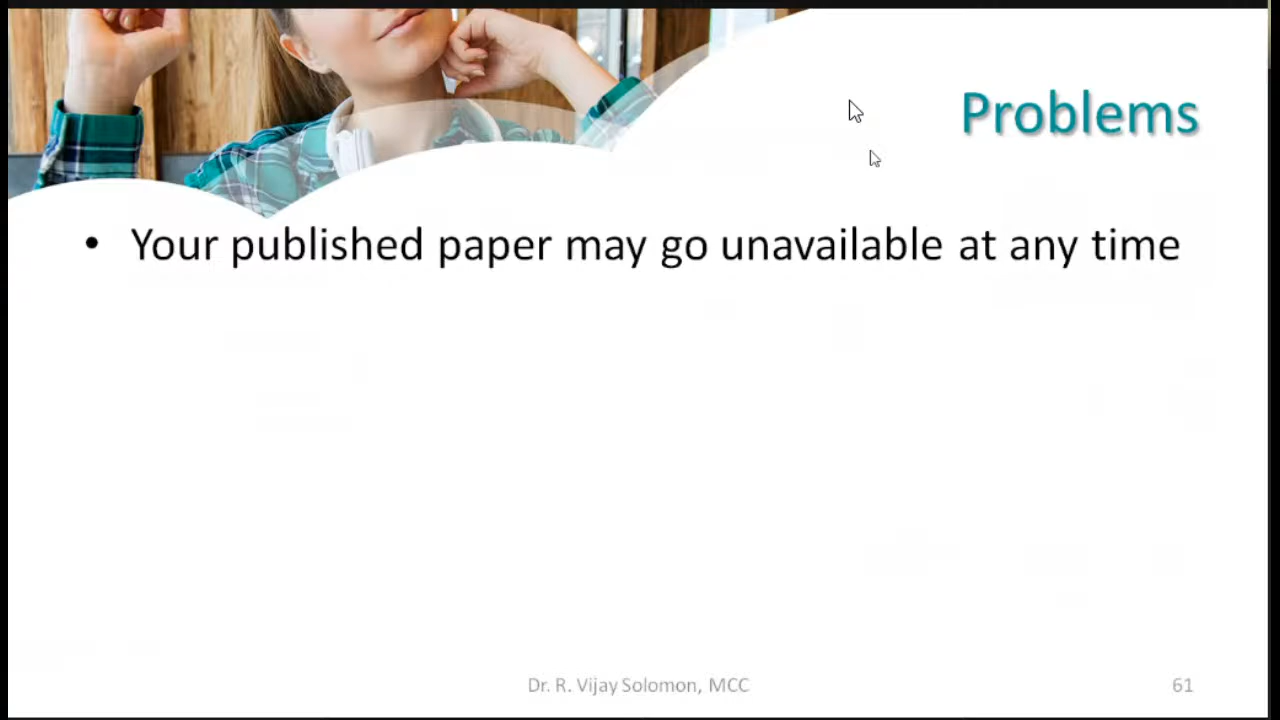 Problems
• Your published paper may go unavailable at any time
Dr. R. Vijay Solomon, MCC
61